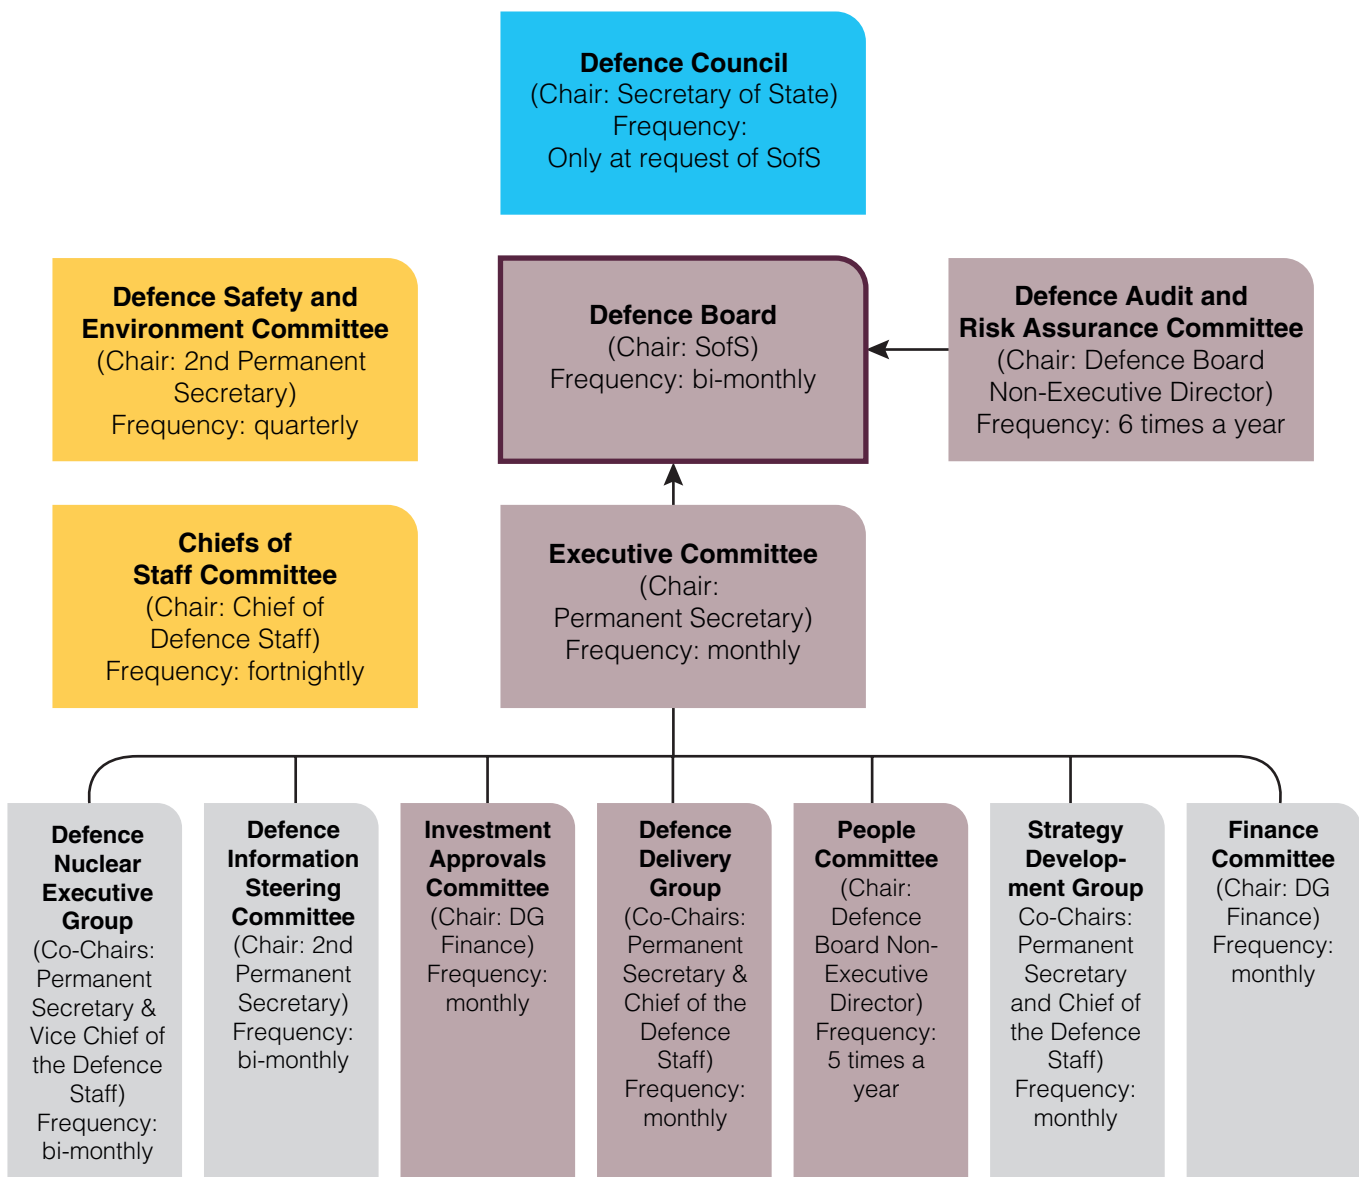 Defence Council
(Chair: Secretary of State)
Frequency:
Only at request of SofS
Defence Safety and
Environment Committee
(Chair: 2nd Permanent
Secretary)
Frequency: quarterly
Defence Board
(Chair: SofS)
Frequency: bi-monthly
Defence Audit and
Risk Assurance Committee
(Chair: Defence Board
Non-Executive Director)
Frequency: 6 times a year
Chiefs of
Staff Committee
(Chair: Chief of
Defence Staff)
Frequency: fortnightly
Executive Committee
(Chair:
Permanent Secretary)
Frequency: monthly
Defence
Nuclear
Executive
Group
(Co-Chairs:
Permanent
Secretary &
Vice Chief of
the Defence
Staff)
Frequency:
bi-monthly
Defence
Information
Steering
Committee
(Chair: 2nd
Permanent
Secretary)
Frequency:
bi-monthly
Investment
Approvals
Committee
(Chair: DG
Finance)
Frequency:
monthly
Defence
Delivery
Group
(Co-Chairs:
Permanent
Secretary &
Chief of the
Defence
Staff)
Frequency:
monthly
People
Committee
(Chair:
Defence
Board Non-
Executive
Director)
Frequency:
5 times a
year
Strategy
Develop-
ment Group
Co-Chairs:
Permanent
Secretary
and Chief of
the Defence
Staff)
Frequency:
monthly
Finance
Committee
(Chair: DG
Finance)
Frequency:
monthly